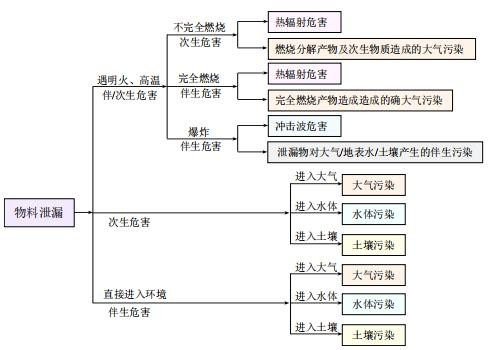 不完全燃烧
次生危害
热辐射危害
燃烧分解产物及次生物质造成的大气污染
遇明火、高温
伴/次生危害
完全燃烧
伴生危害
热辐射危害
完全燃烧产物造成造成的确大气污染
爆炸
伴生危害
冲击波危害
泄漏物对大气/地表水/土壤产生的伴生污染
物料泄漏
次生危害
进入大气
大气污染
进入水体
水体污染
进入土壤
土壤污染
直接进入环境
伴生危害
进入大气
大气污染
进入水体
水体污染
进入土壤
土壤污染